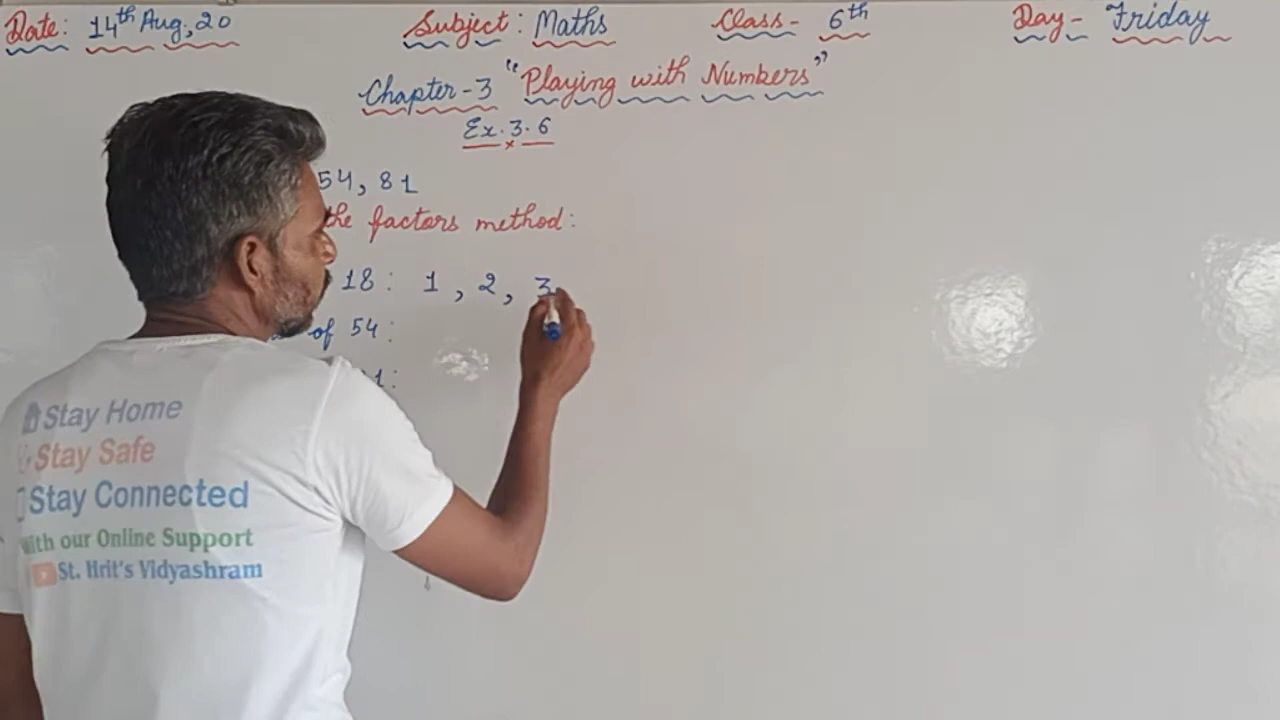 Date: 14th Aug, 20 Subject: Maths Class- 6th Day- Friday
Chapter-3 "Playing with Numbers"
Ex. 3.6
54, 81
the factors method:
18: 1, 2, 3
of 54:
1:
Stay Home
Stay Safe
Stay Connected
With our Online Support
St. Hrit's Vidyashram